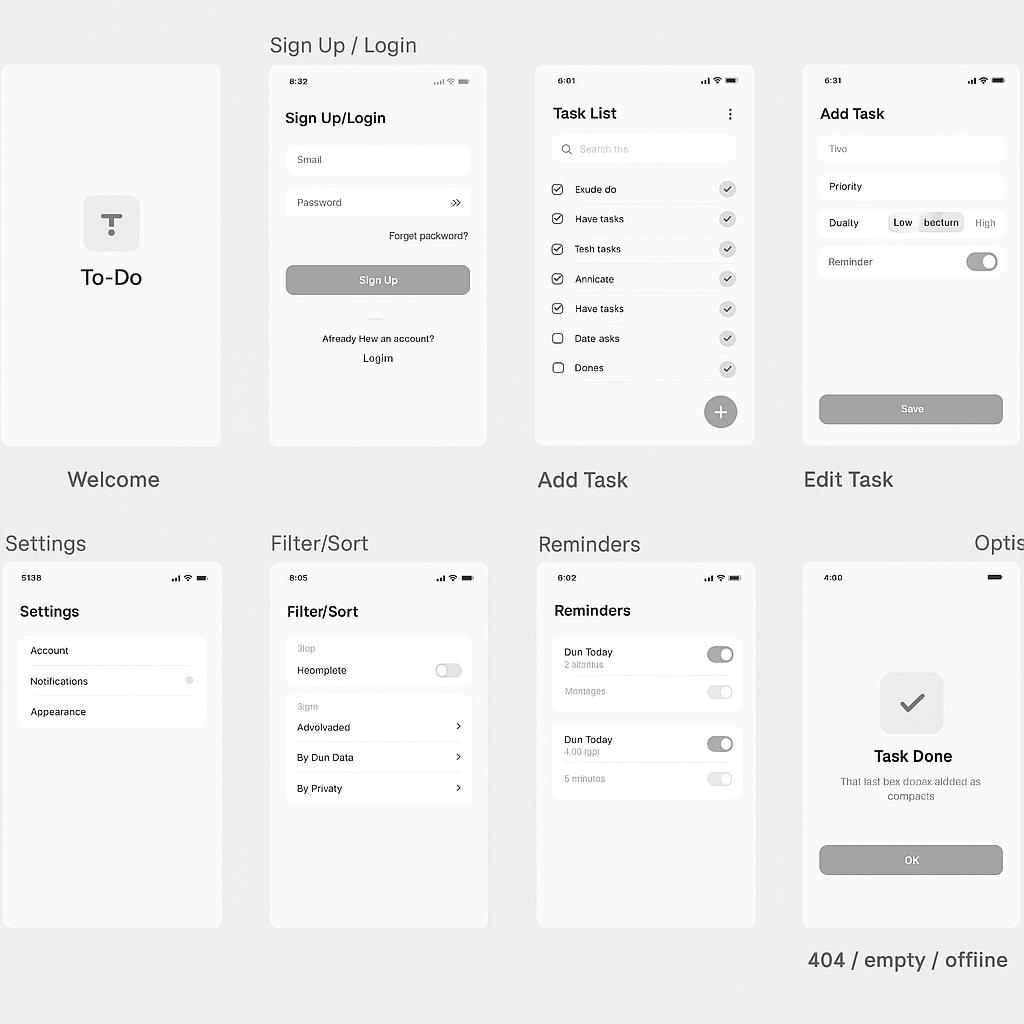 Sign Up / Login
To-Do
Welcome
8:32
Sign Up/Login
Smail
Password
Forget packword?
Sign Up
Afready Hew an account?
Logim
6:01
Task List
Search ths
Exude do
Have tasks
Tesh tasks
Annicate
Have tasks
Date asks
Dones
Add Task
6:31
Add Task
Tivo
Priority
Dualty Low becturn High
Reminder
Save
Edit Task
Settings
5138
Settings
Account
Notifications
Appearance
Filter/Sort
8:05
Filter/Sort
3lop
Heomplete
3igm
Advolvaded
By Dun Data
By Privaty
Reminders
6:02
Reminders
Dun Today
2 altaritus
Montages
Dun Today
4.00 (gp)
5 minutos
Optis
4:00
Task Done
That last bex dopax aldded as
compacts
OK
404 / empty / offiine